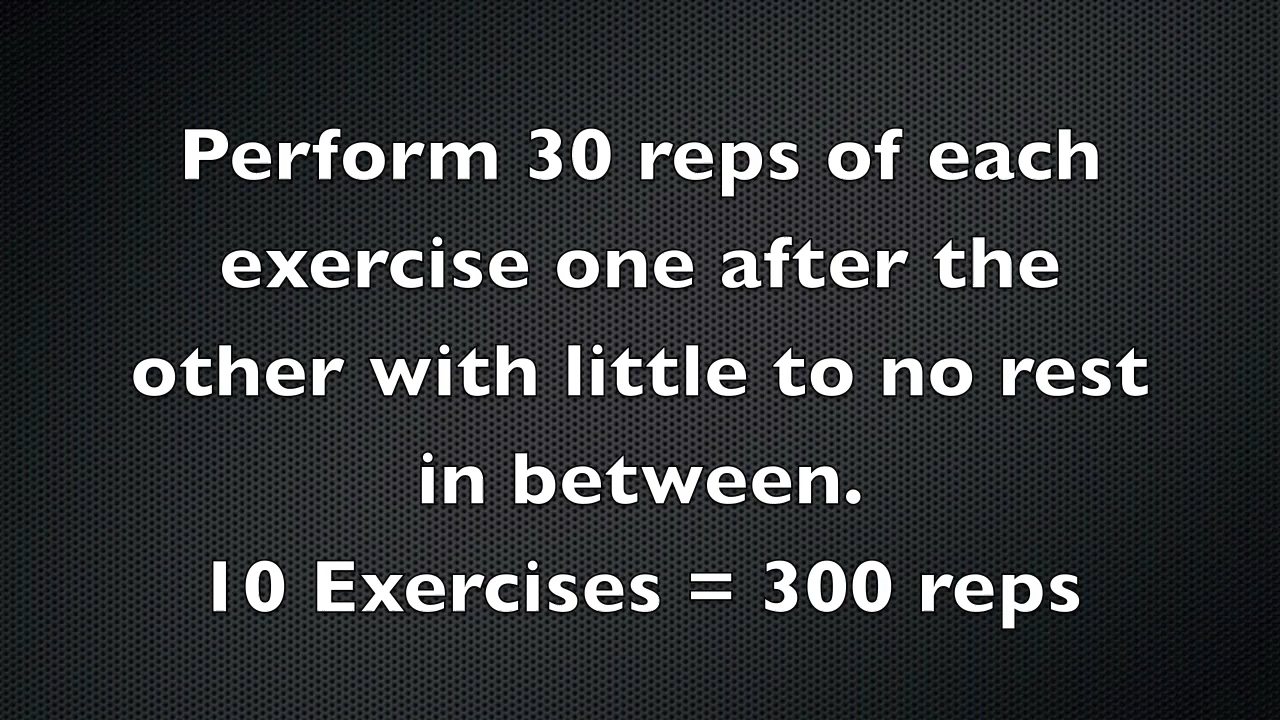 Perform 30 reps of each
exercise one after the
other with little to no rest
in between.
10 Exercises = 300 reps